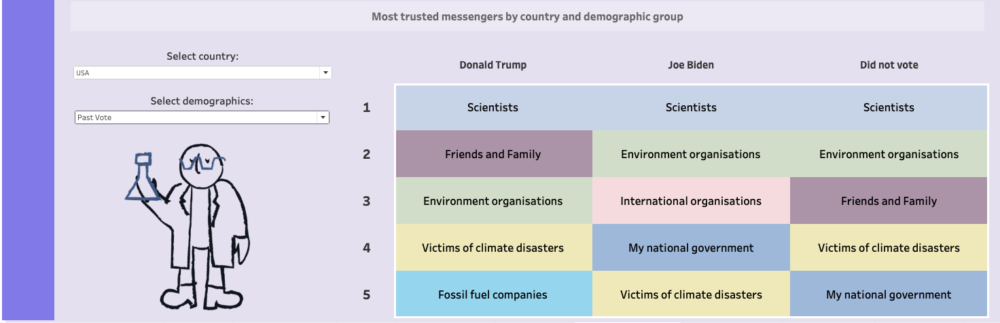 Most trusted messengers by country and demographic group
Select country:
USA
Select demographics:
Past Vote
Donald Trump Joe Biden Did not vote
1 Scientists Scientists Scientists
2 Friends and Family Environment organisations Environment organisations
3 Environment organisations International organisations Friends and Family
4 Victims of climate disasters My national government Victims of climate disasters
5 Fossil fuel companies Victims of climate disasters My national government